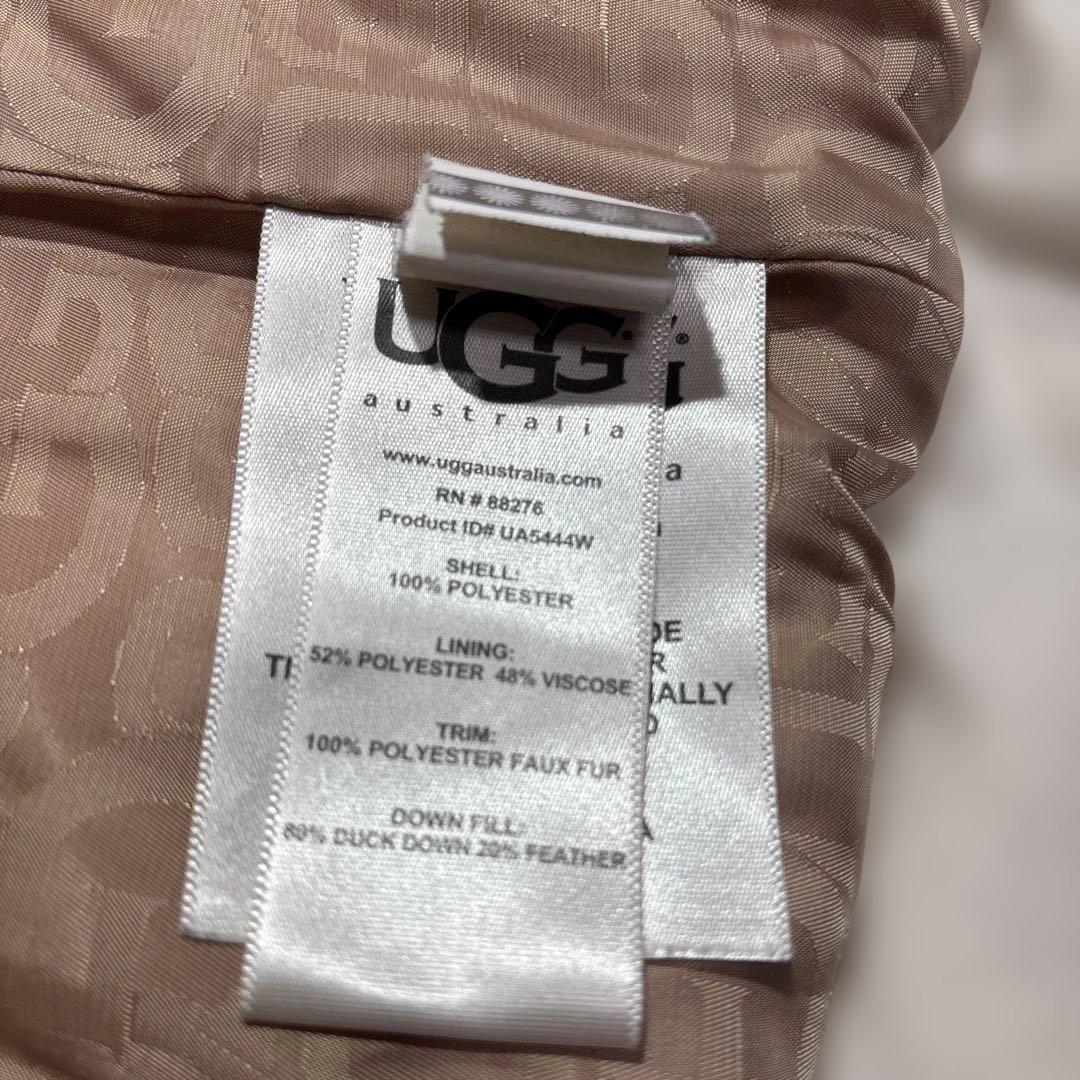 UGG®
australia
www.uggaustralia.com
RN # 88276
Product ID# UA5444W
SHELL:
100% POLYESTER
LINING:
52% POLYESTER 48% VISCOSE
TRIM:
100% POLYESTER FAUX FUR
DOWN FILL:
80% DUCK DOWN 20% FEATHER